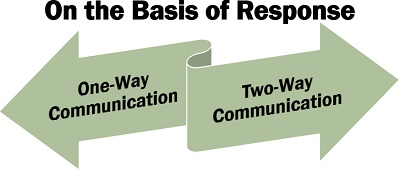 On the Basis of Response
One-Way
Communication
Two-Way
Communication